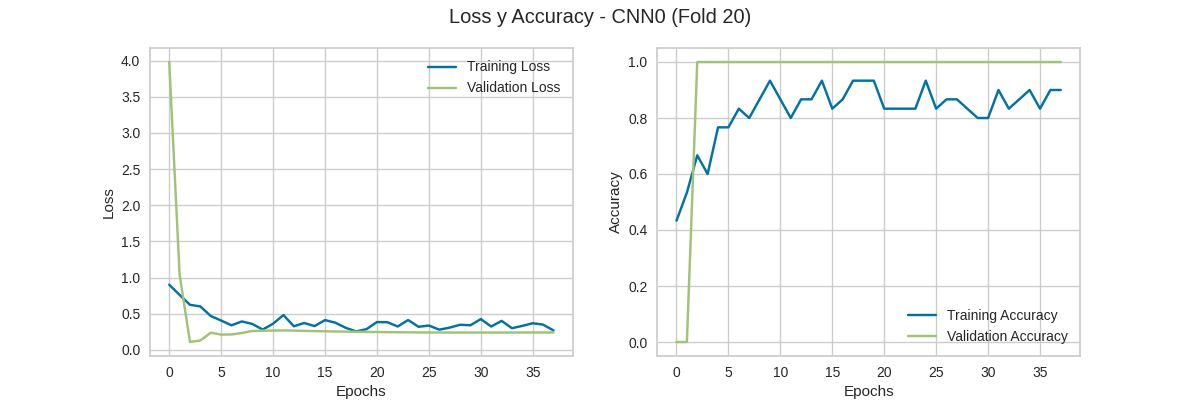 Loss y Accuracy - CNN0 (Fold 20)
4.0
3.5
3.0
2.5
2.0
1.5
1.0
0.5
0.0
Loss
Training Loss
Validation Loss
0 5 10 15 20 25 30 35
Epochs
1.0
0.8
0.6
0.4
0.2
0.0
Accuracy
Training Accuracy
Validation Accuracy
0 5 10 15 20 25 30 35
Epochs